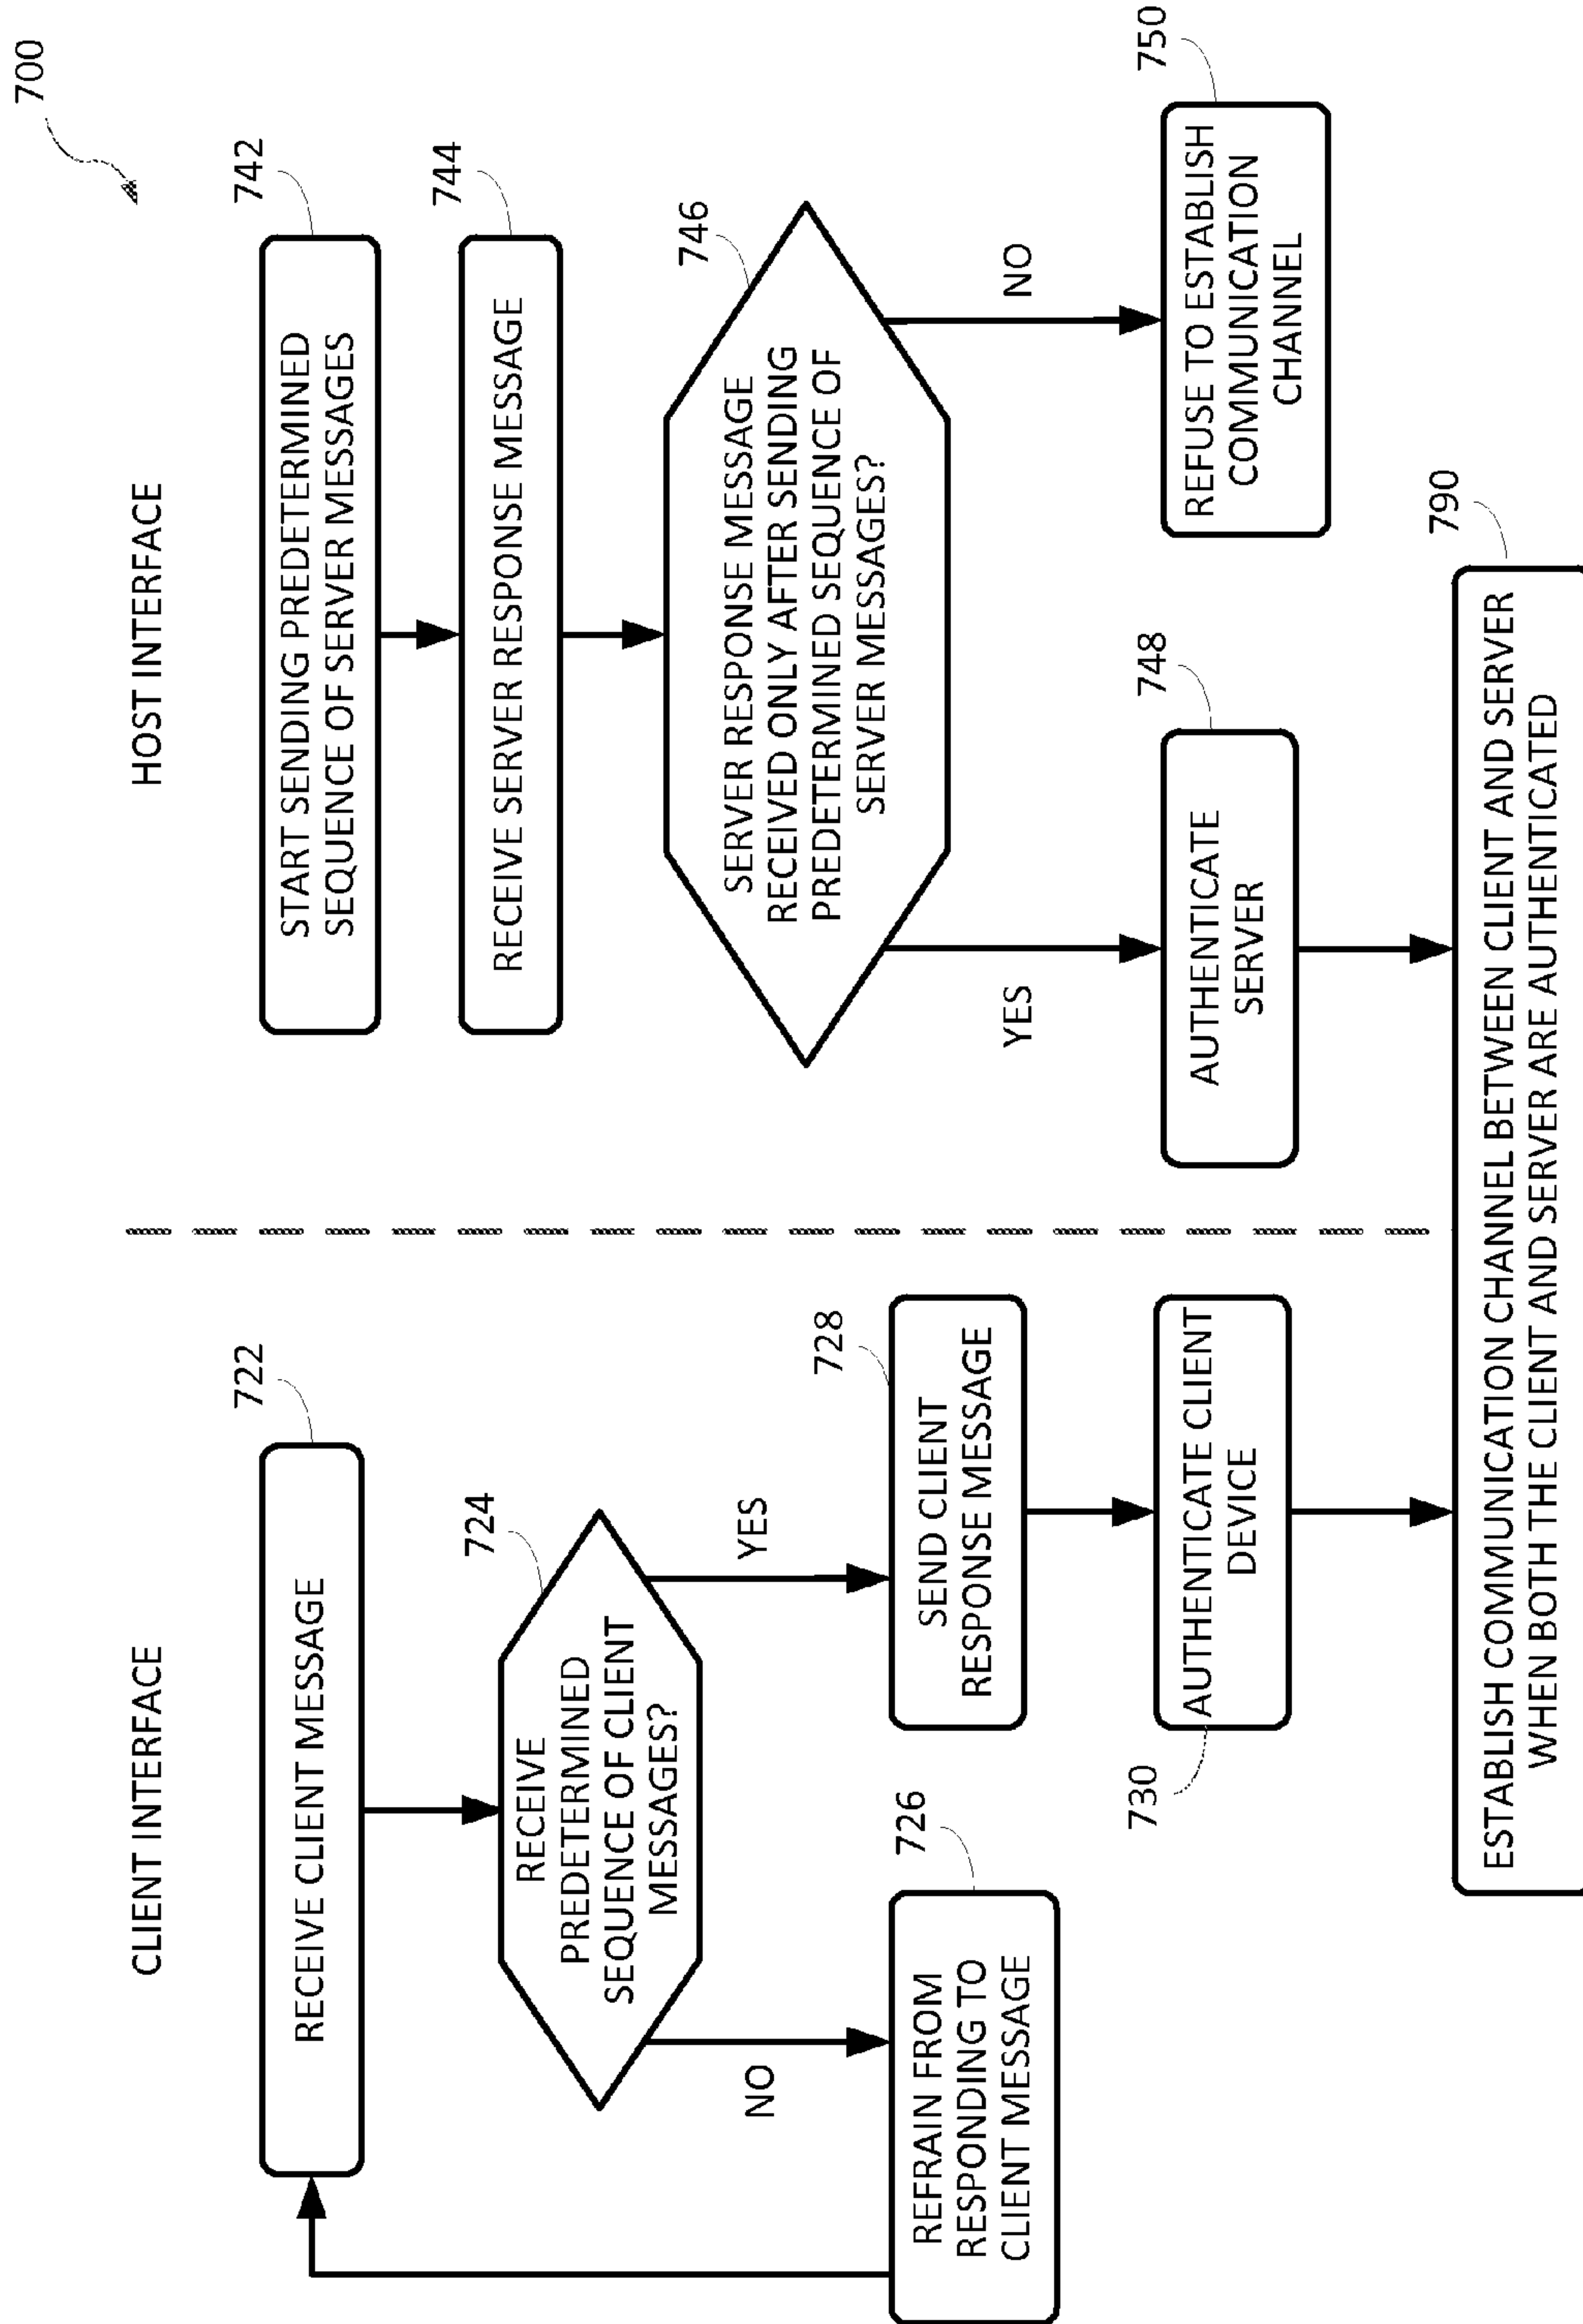 700
CLIENT INTERFACE
722
RECEIVE CLIENT MESSAGE
724
RECEIVE
PREDETERMINED
SEQUENCE OF CLIENT
MESSAGES?
NO
YES
726
REFRAIN FROM
RESPONDING TO
CLIENT MESSAGE
728
SEND CLIENT
RESPONSE MESSAGE
730
AUTHENTICATE CLIENT
DEVICE
HOST INTERFACE
742
START SENDING PREDETERMINED
SEQUENCE OF SERVER MESSAGES
744
RECEIVE SERVER RESPONSE MESSAGE
746
SERVER RESPONSE MESSAGE
RECEIVED ONLY AFTER SENDING
PREDETERMINED SEQUENCE OF
SERVER MESSAGES?
YES
NO
748
AUTHENTICATE
SERVER
750
REFUSE TO ESTABLISH
COMMUNICATION
CHANNEL
790
ESTABLISH COMMUNICATION CHANNEL BETWEEN CLIENT AND SERVER
WHEN BOTH THE CLIENT AND SERVER ARE AUTHENTICATED